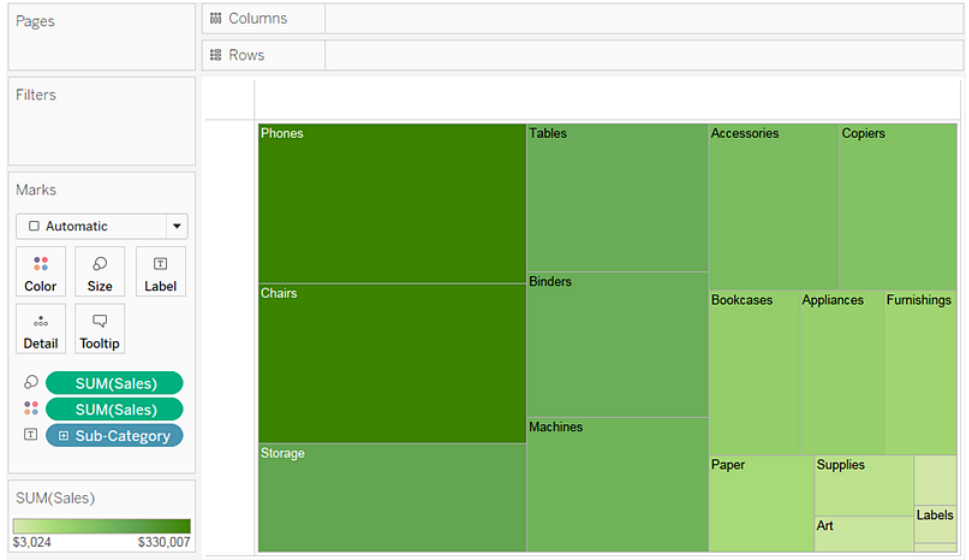 Pages
Columns
Rows
Filters
Marks
Automatic
Color
Size
Label
Detail
Tooltip
SUM(Sales)
SUM(Sales)
Sub-Category
SUM(Sales)
$3,024
$330,007
Phones
Tables
Accessories
Copiers
Chairs
Binders
Bookcases
Appliances
Furnishings
Machines
Storage
Paper
Supplies
Labels
Art